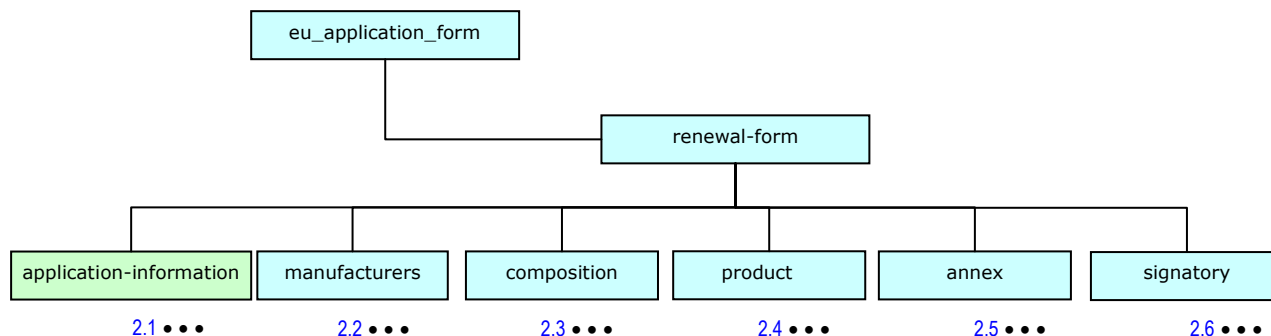 eu_application_form
renewal-form
application-information manufacturers composition product annex signatory
2.1 ••• 2.2 ••• 2.3 ••• 2.4 ••• 2.5 ••• 2.6 •••